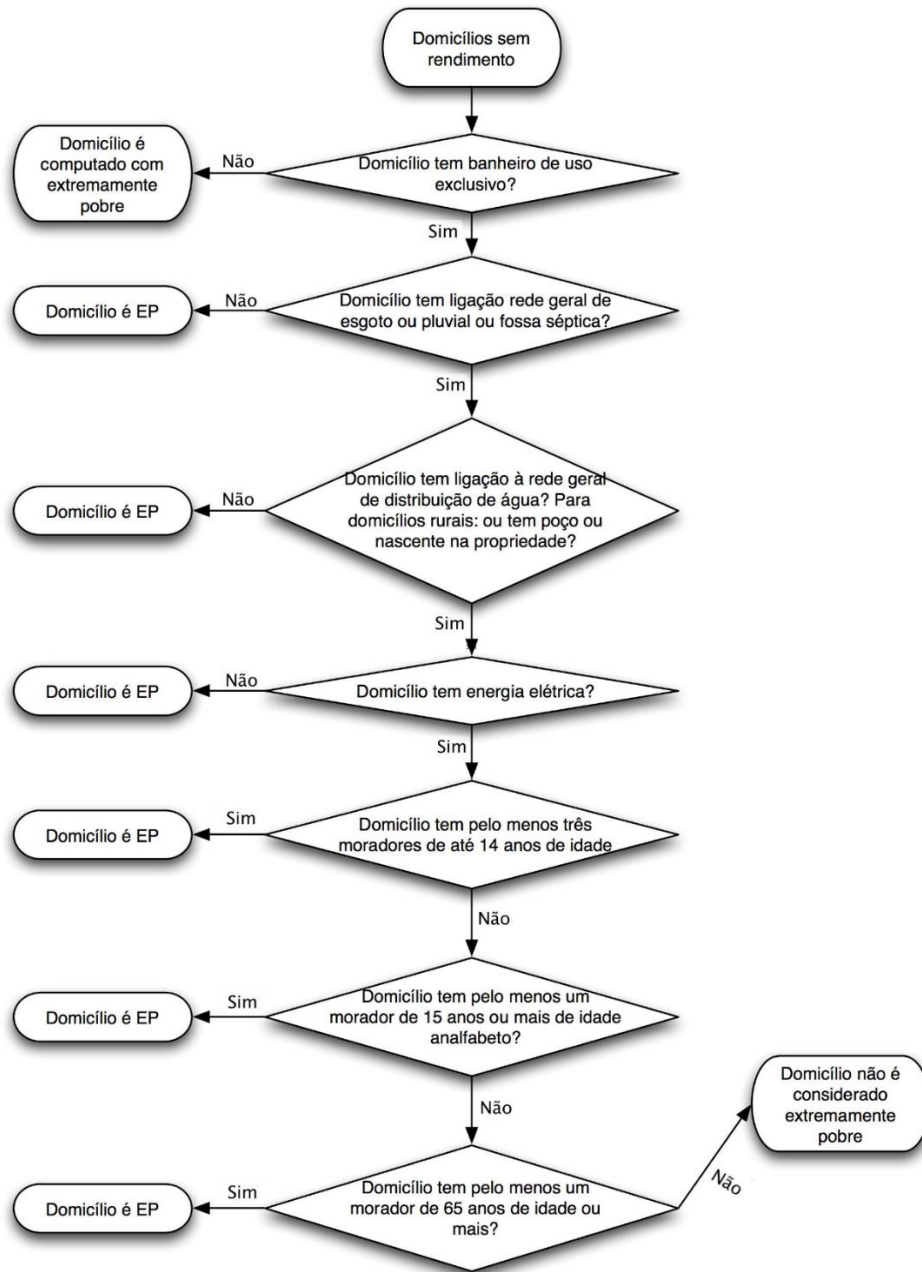 Domicílios sem
rendimento
Domicílio é
computado com
extremamente
pobre
Não
Domicílio tem banheiro de uso
exclusivo?
Sim
Domicílio é EP
Não
Domicílio tem ligação rede geral de
esgoto ou pluvial ou fossa séptica?
Sim
Domicílio é EP
Não
Domicílio tem ligação à rede geral
de distribuição de água? Para
domicílios rurais: ou tem poço ou
nascente na propriedade?
Sim
Domicílio é EP
Não
Domicílio tem energia elétrica?
Sim
Domicílio é EP
Sim
Domicílio tem pelo menos três
moradores de até 14 anos de idade
Não
Domicílio é EP
Sim
Domicílio tem pelo menos um
morador de 15 anos ou mais de idade
analfabeto?
Não
Domicílio não é
considerado
extremamente
pobre
Domicílio é EP
Sim
Domicílio tem pelo menos um
morador de 65 anos de idade ou
mais?
Não